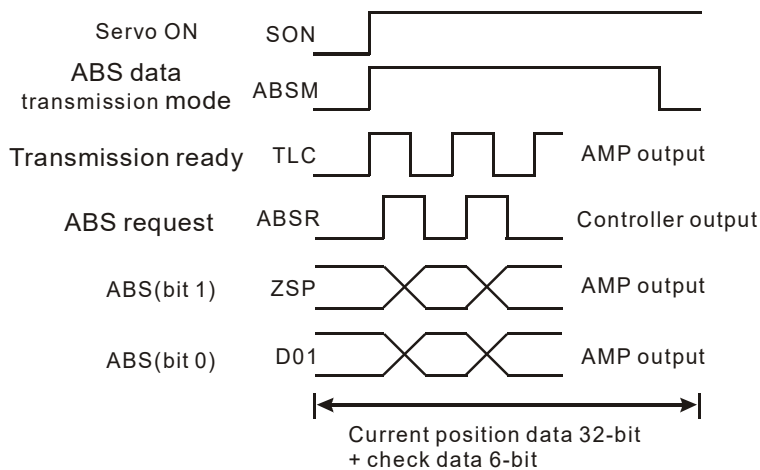 Servo ON SON
ABS data
transmission mode ABSM
Transmission ready TLC AMP output
ABS request ABSR Controller output
ABS(bit 1) ZSP AMP output
ABS(bit 0) D01 AMP output
Current position data 32-bit
+ check data 6-bit